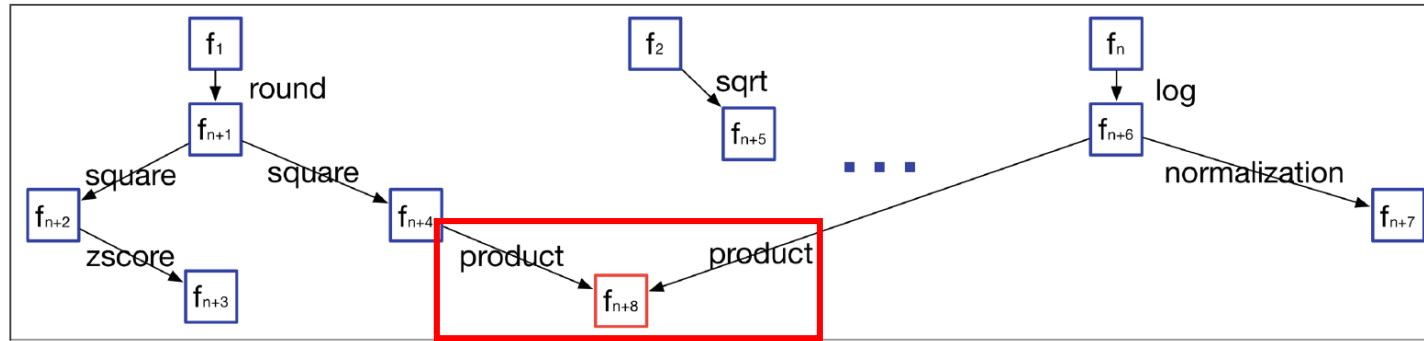 f1
f2
fn
round
sqrt
log
fn+1
fn+5
fn+6
square
square
normalization
fn+2
fn+4
fn+7
zscore
product
product
fn+3
fn+8